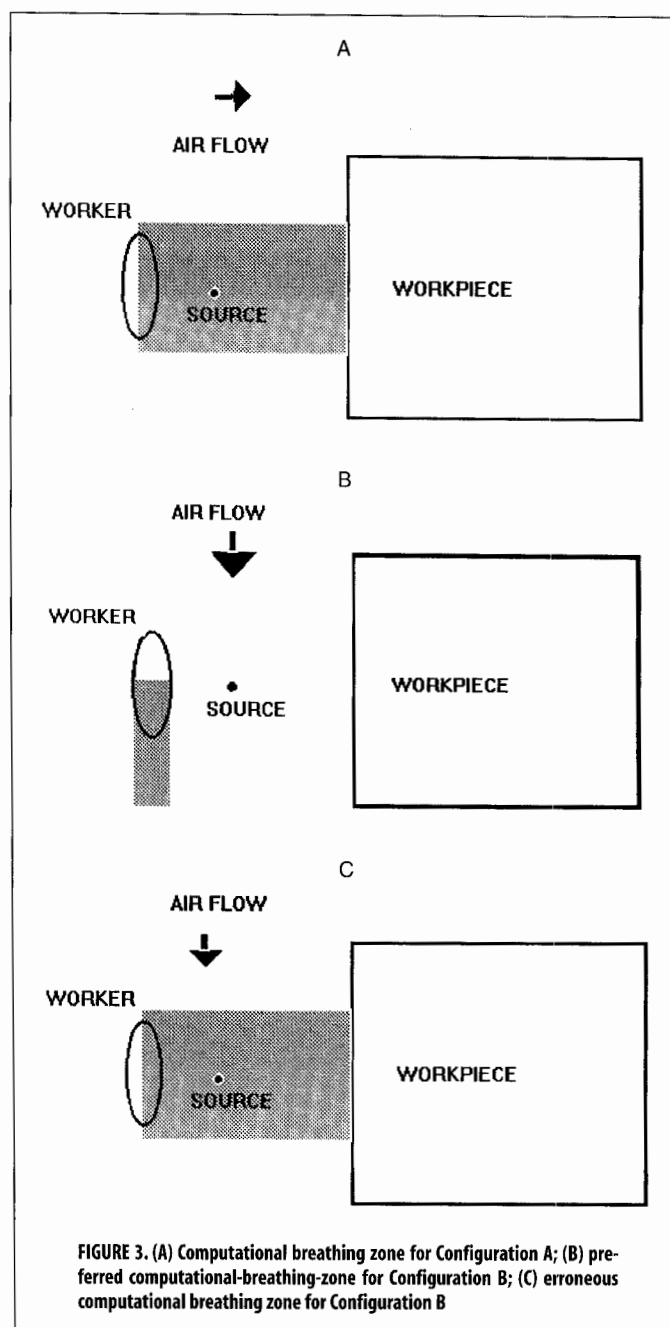 A
AIR FLOW
WORKER
WORKPIECE
SOURCE
B
AIR FLOW
WORKER
WORKPIECE
SOURCE
C
AIR FLOW
WORKER
WORKPIECE
SOURCE
FIGURE 3. (A) Computational breathing zone for Configuration A; (B) pre-
ferred computational-breathing-zone for Configuration B; (C) erroneous
computational breathing zone for Configuration B